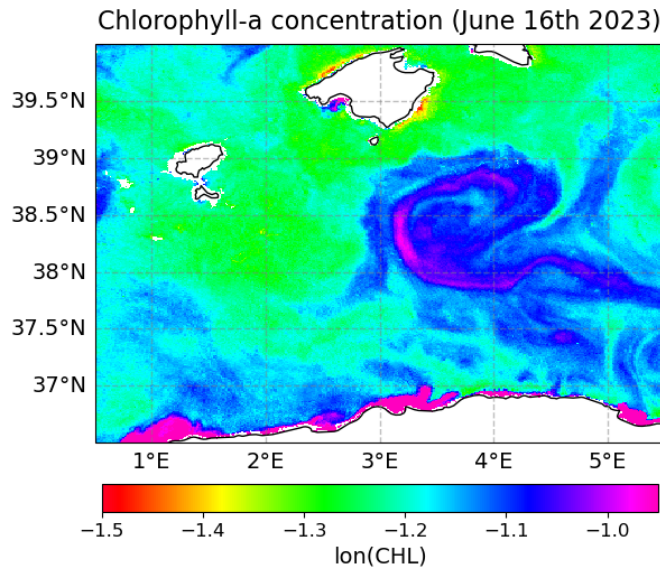 Chlorophyll-a concentration (June 16th 2023)
39.5°N
39°N
38.5°N
38°N
37.5°N
37°N
1°E 2°E 3°E 4°E 5°E
−1.5 −1.4 −1.3 −1.2 −1.1 −1.0
lon(CHL)